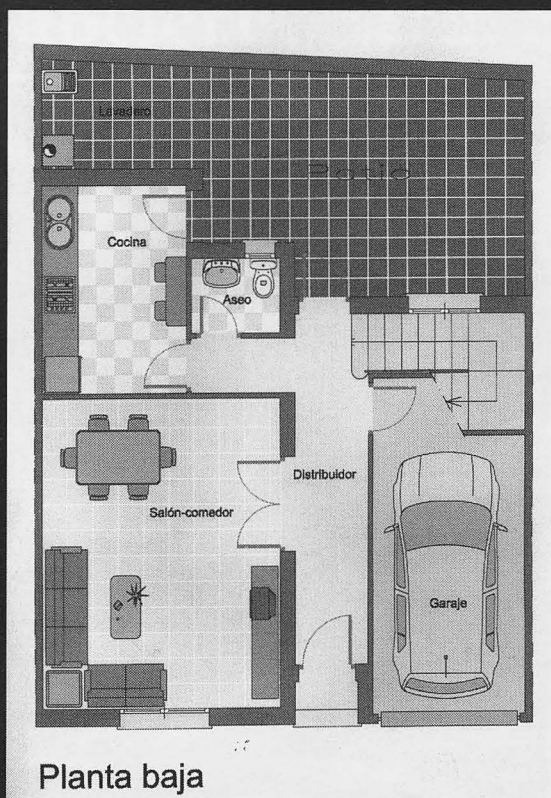 Lavadero
Patio
Cocina
Aseo
Distribuidor
Salón-comedor
Garaje
Planta baja